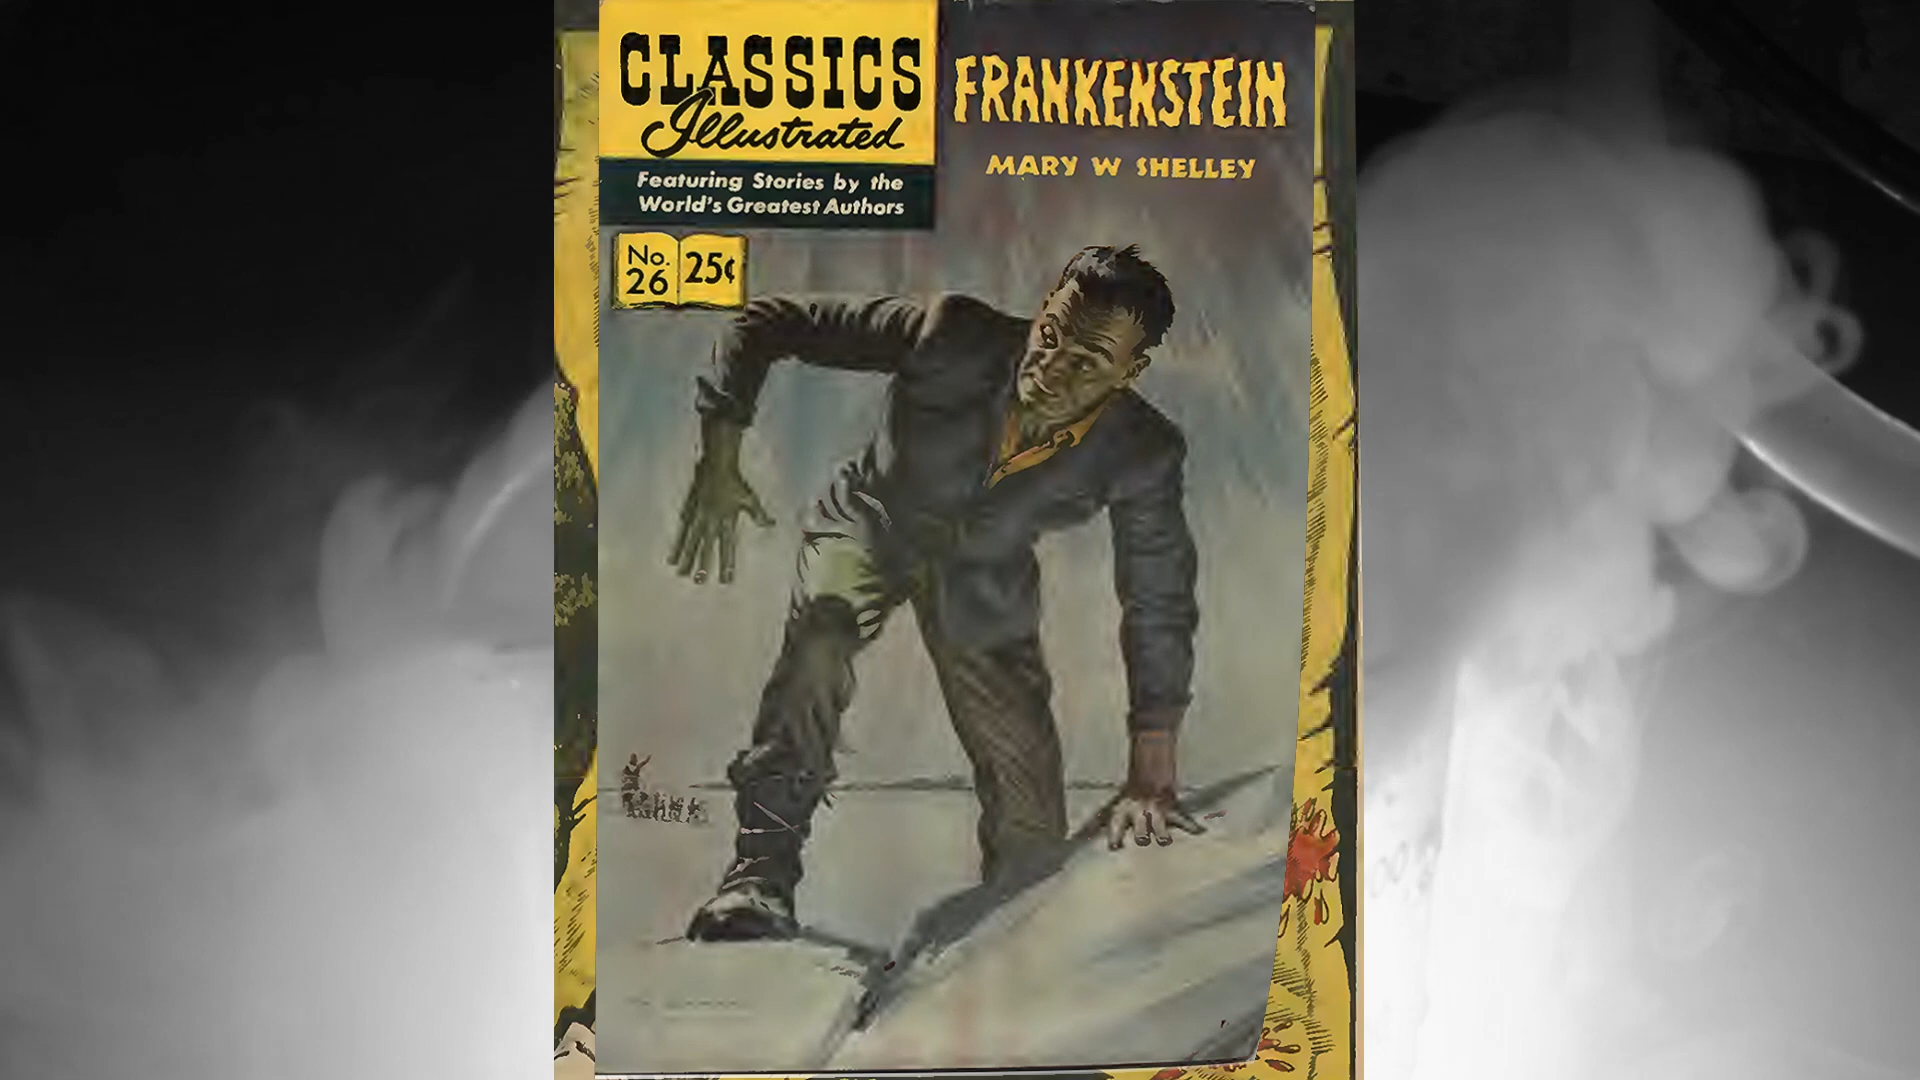 CLASSICS
Illustrated
Featuring Stories by the
World's Greatest Authors
No.
26
25¢
FRANKENSTEIN
MARY W SHELLEY